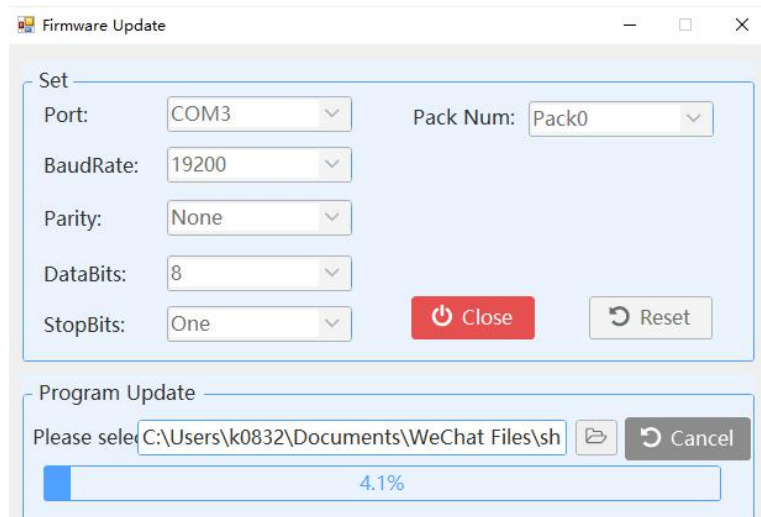 Firmware Update
Set
Port: COM3 Pack Num: Pack0
BaudRate: 19200
Parity: None
DataBits: 8
StopBits: One Close Reset
Program Update
Please selec C:\Users\k0832\Documents\WeChat Files\sh Cancel
4.1%